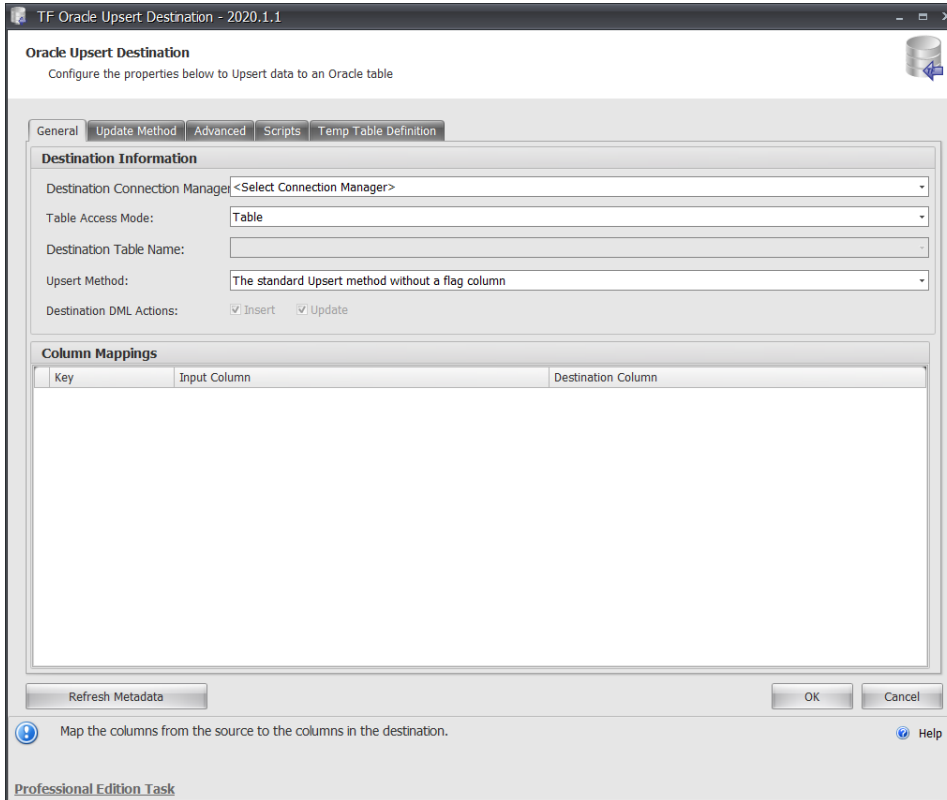 TF Oracle Upsert Destination - 2020.1.1
Oracle Upsert Destination
Configure the properties below to Upsert data to an Oracle table
General Update Method Advanced Scripts Temp Table Definition
Destination Information
Destination Connection Manager <Select Connection Manager>
Table Access Mode: Table
Destination Table Name:
Upsert Method: The standard Upsert method without a flag column
Destination DML Actions: Insert Update
Column Mappings
Key Input Column Destination Column
Refresh Metadata OK Cancel
Map the columns from the source to the columns in the destination. Help
Professional Edition Task